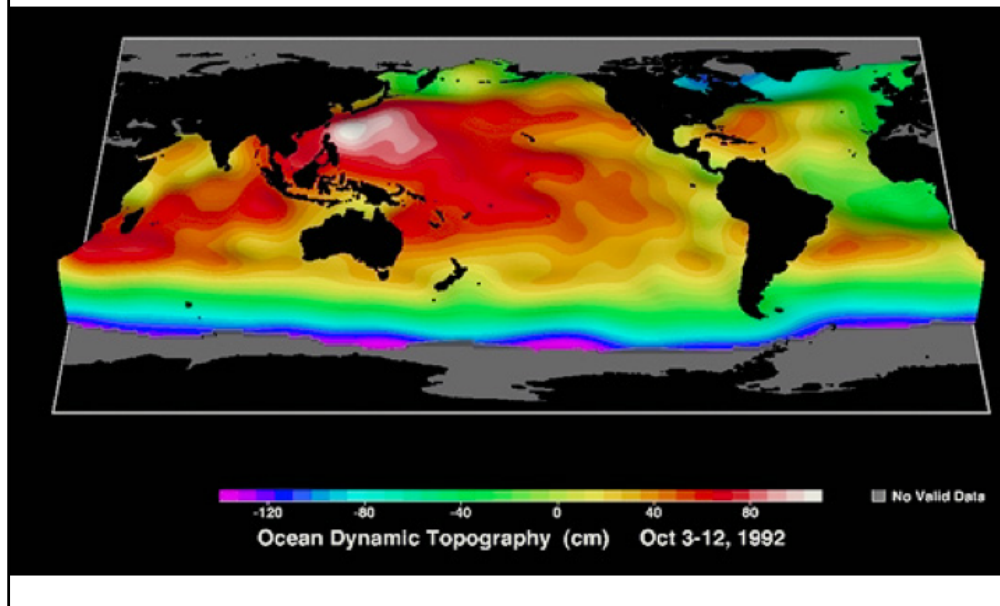 -120 -80 -40 0 40 80
No Valid Data
Ocean Dynamic Topography (cm) Oct 3-12, 1992